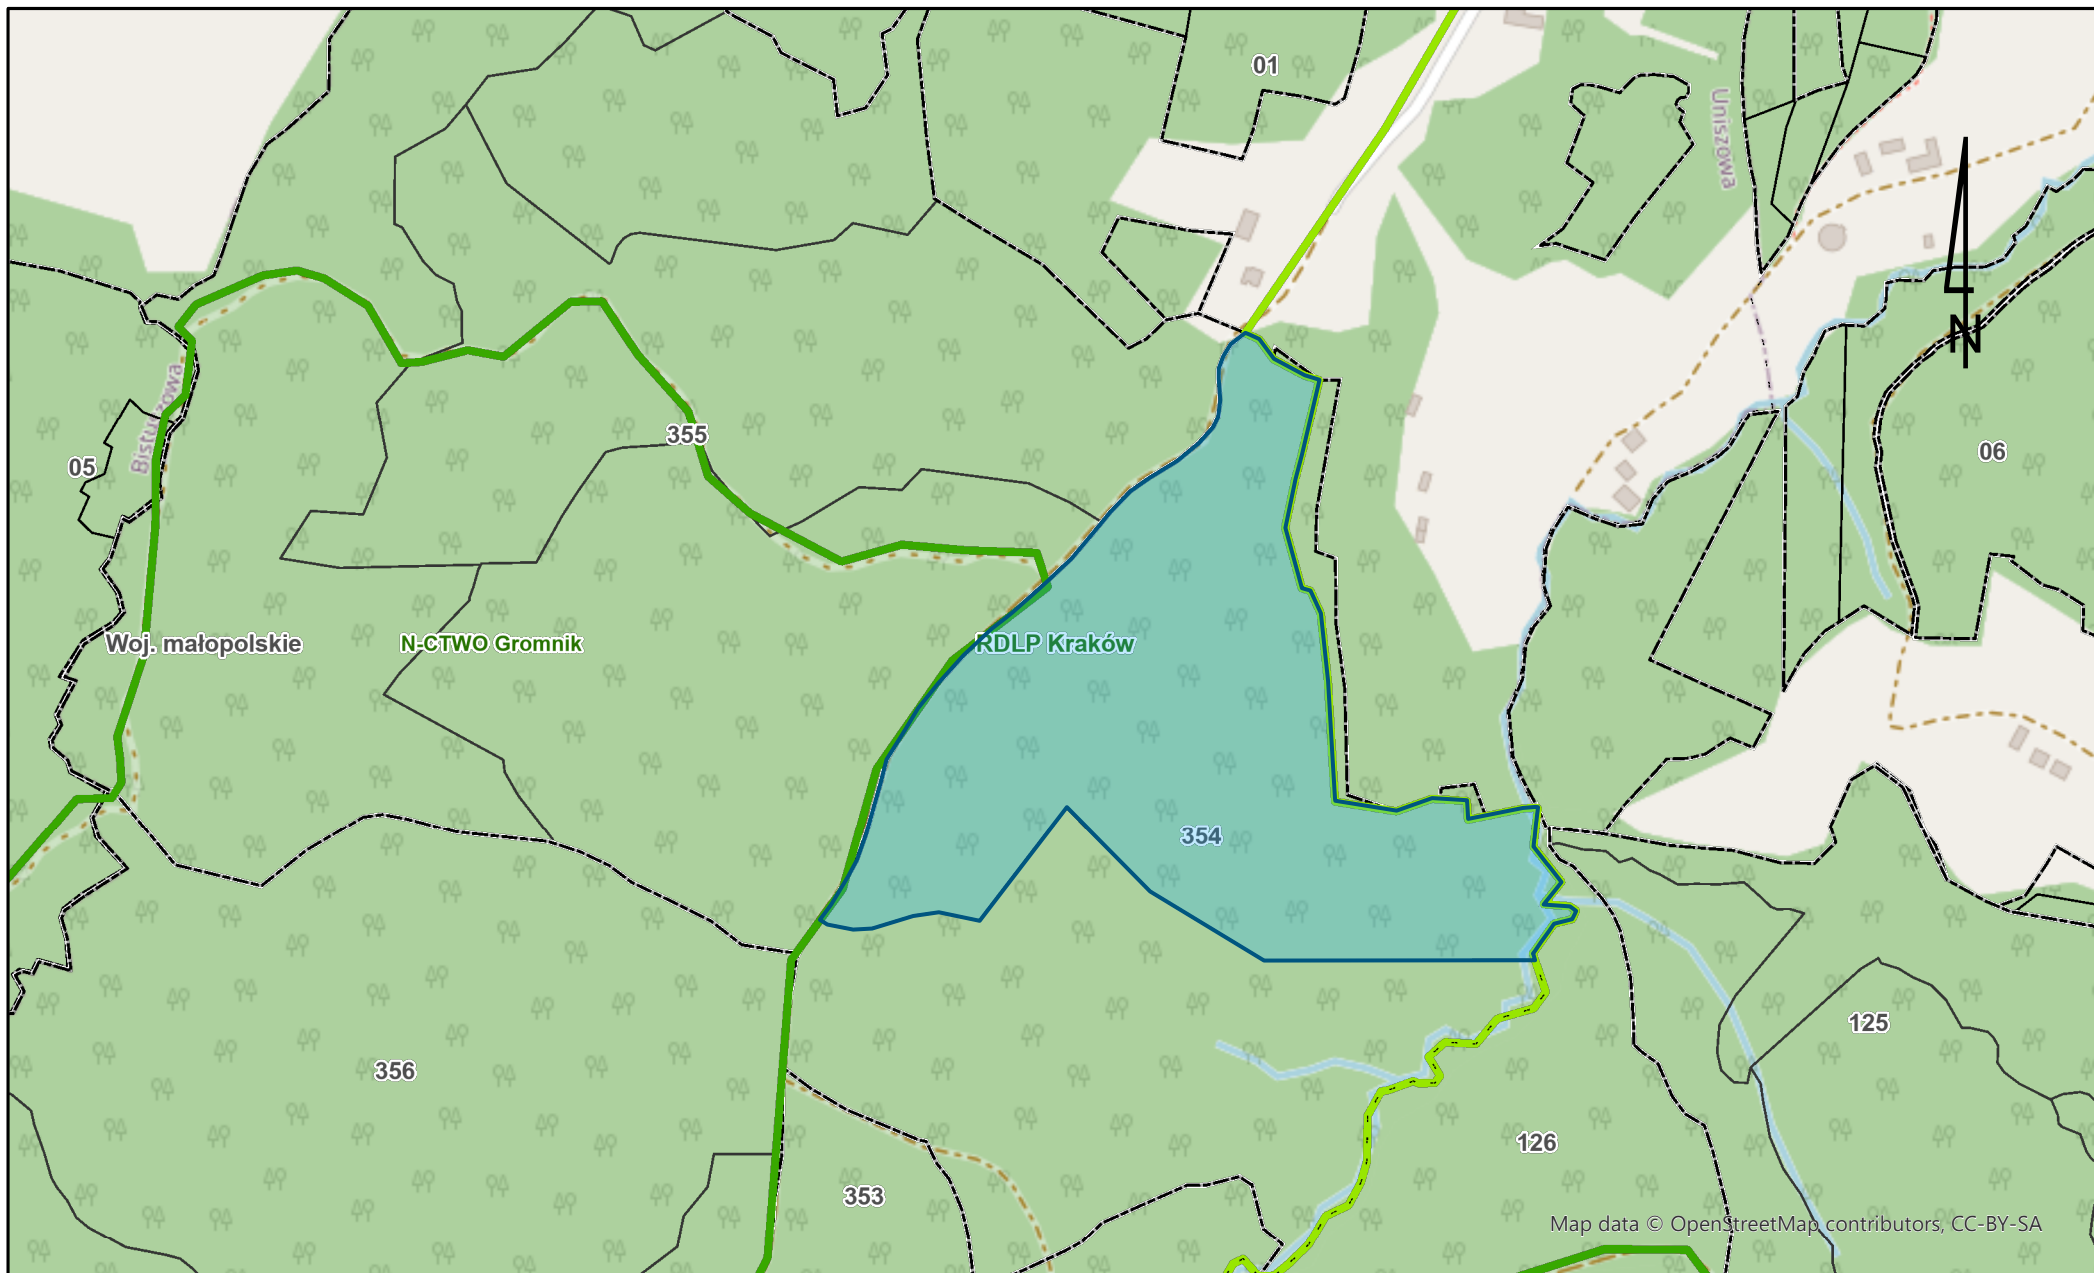 01
Uniszowa
N
355
05
Bistuszowa
06
Woj. małopolskie
N-CTWO Gromnik
RDLP Kraków
354
125
356
126
353
Map data © OpenStreetMap contributors, CC-BY-SA